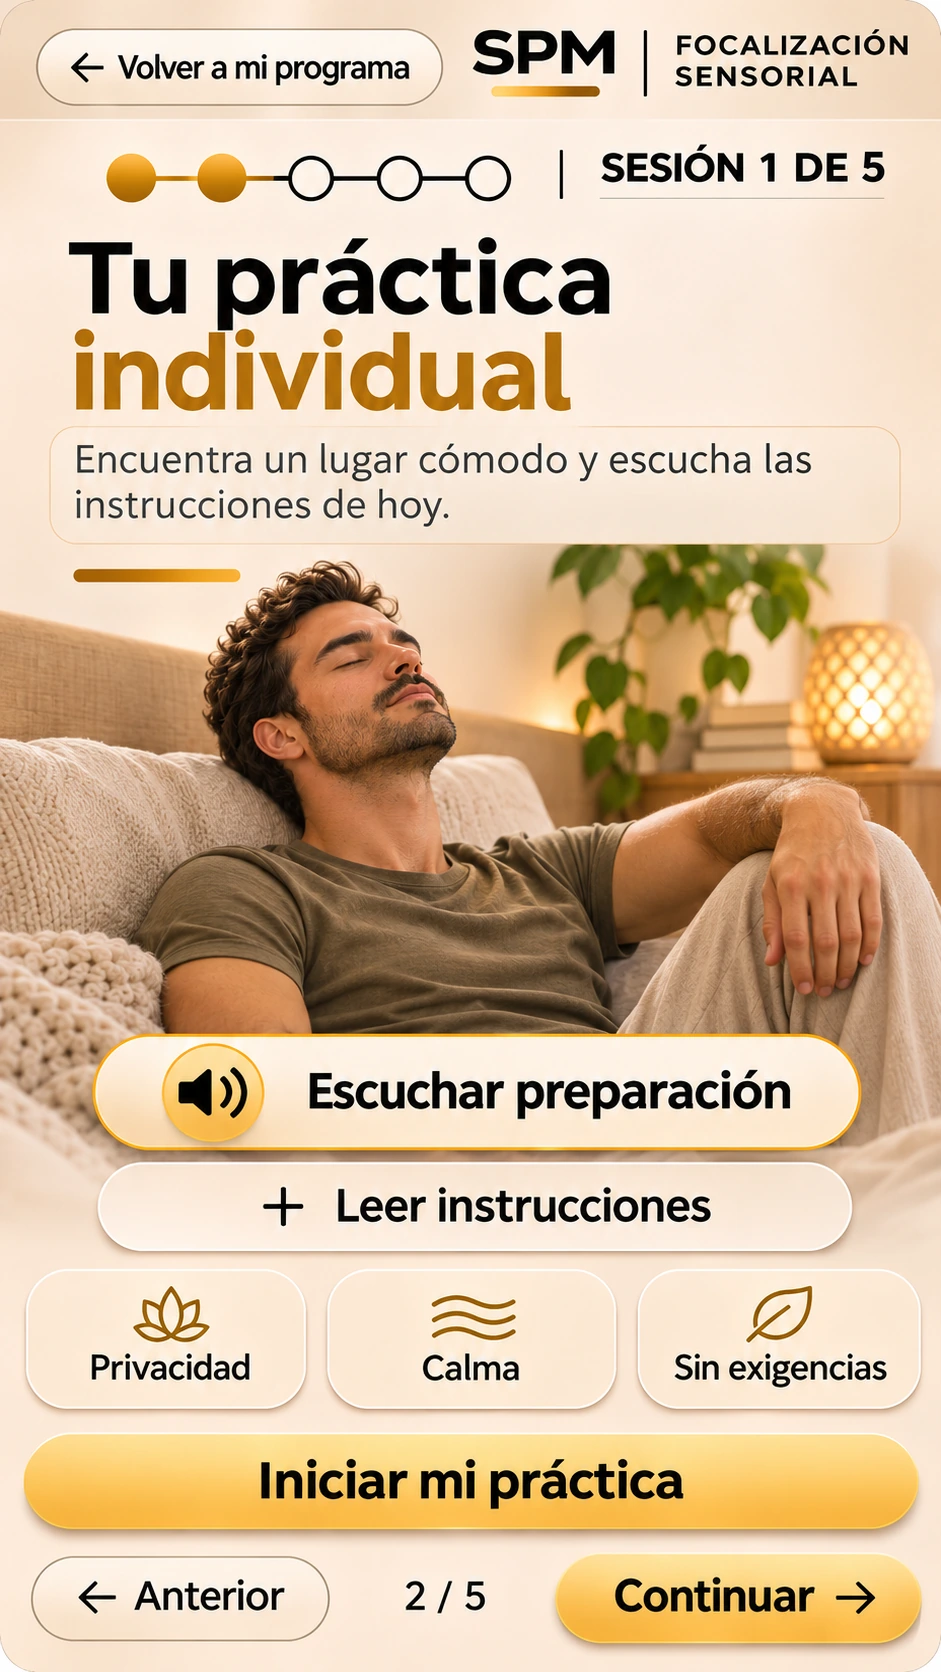 ← Volver a mi programa
SPM
FOCALIZACIÓN
SENSORIAL
SESIÓN 1 DE 5
Tu práctica
individual
Encuentra un lugar cómodo y escucha las
instrucciones de hoy.
Escuchar preparación
+ Leer instrucciones
Privacidad
Calma
Sin exigencias
Iniciar mi práctica
← Anterior
2 / 5
Continuar →